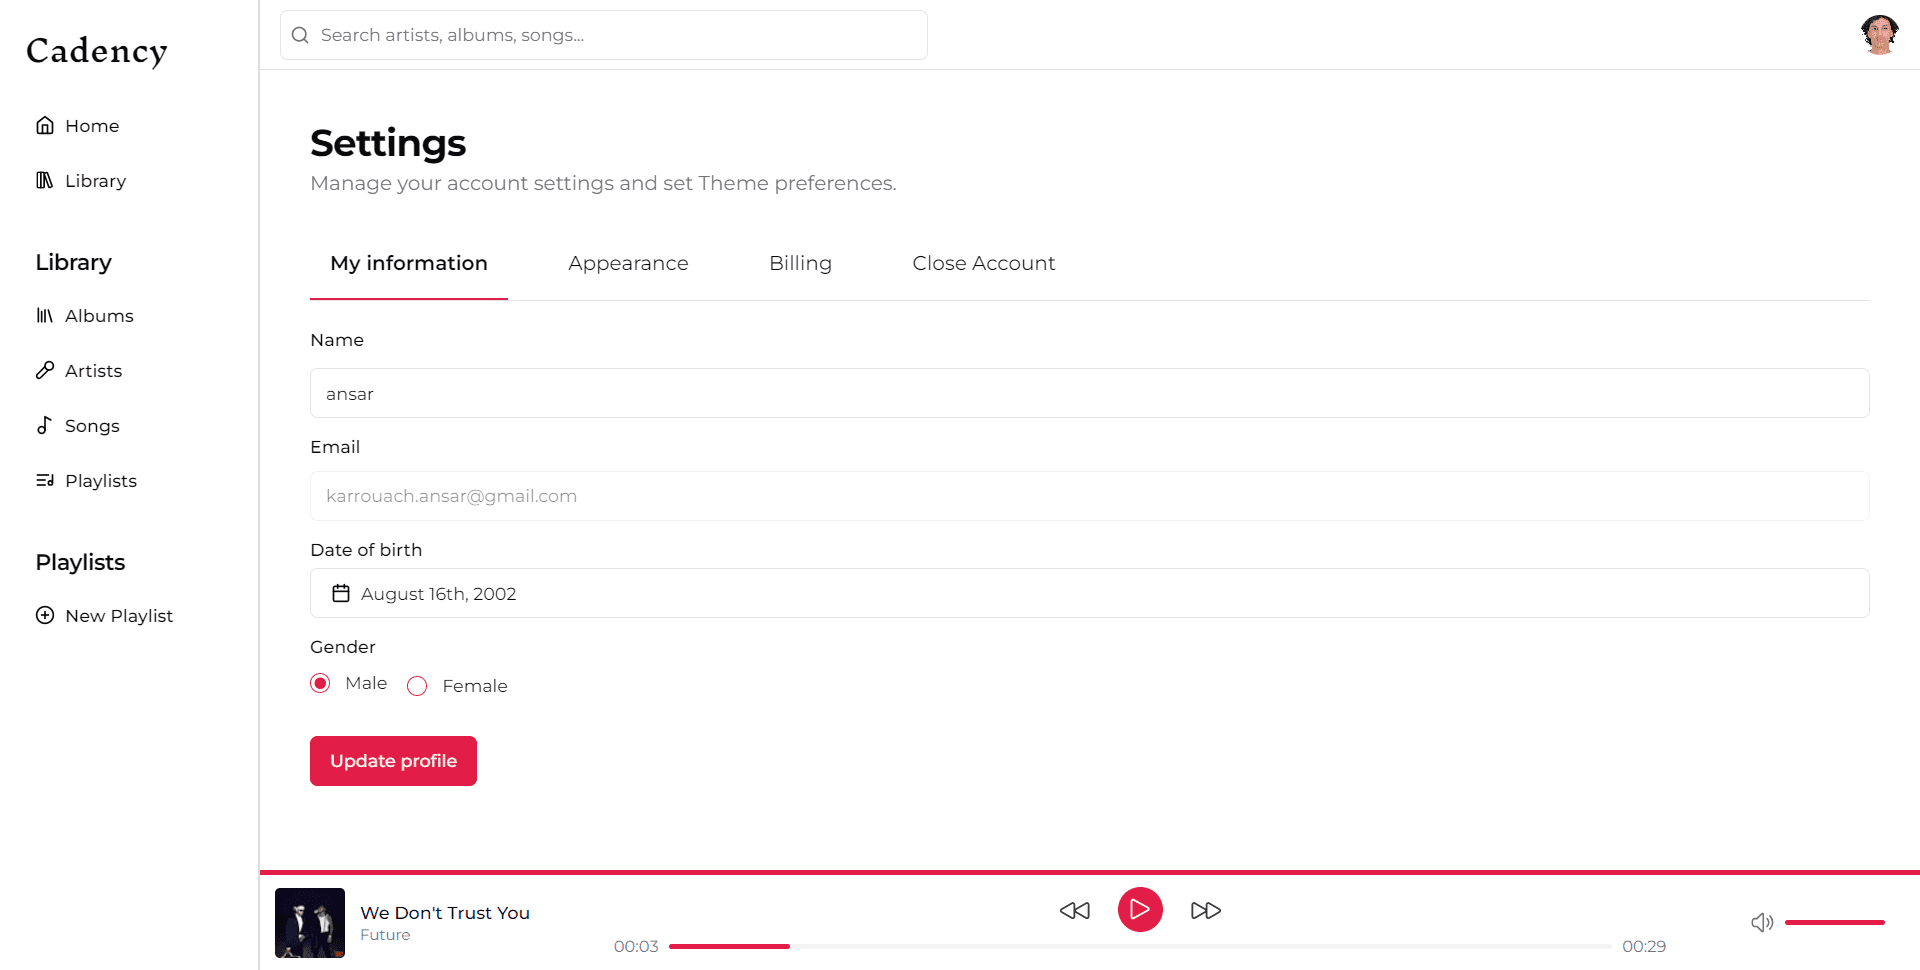 Cadency
Search artists, albums, songs...
Home
Library
Library
Albums
Artists
Songs
Playlists
Playlists
New Playlist
Settings
Manage your account settings and set Theme preferences.
My information Appearance Billing Close Account
Name
ansar
Email
karrouach.ansar@gmail.com
Date of birth
August 16th, 2002
Gender
Male Female
Update profile
We Don't Trust You
Future
00:03 00:29